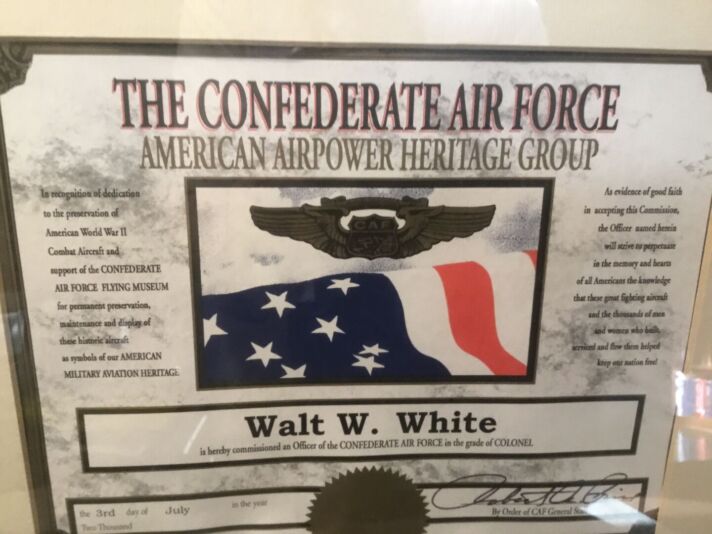 THE CONFEDERATE AIR FORCE
AMERICAN AIRPOWER HERITAGE GROUP
In recognition of dedication
to the preservation of
American World War II
Combat Aircraft and
support of the CONFEDERATE
AIR FORCE FLYING MUSEUM
for permanent preservation,
maintenance and display of
these historic aircraft
as symbols of our AMERICAN
MILITARY AVIATION HERITAGE.
CAF
As evidence of good faith
in accepting this Commission,
the Officer named herein
will strive to perpetuate
in the memory and hearts
of all Americans the knowledge
that these great fighting aircraft
and the thousands of men
and women who built,
serviced and flew them helped
keep our nation free!
Walt W. White
is hereby commissioned an Officer of the CONFEDERATE AIR FORCE in the grade of COLONEL
the 3rd day of July in the year
Two Thousand
By Order of CAF General